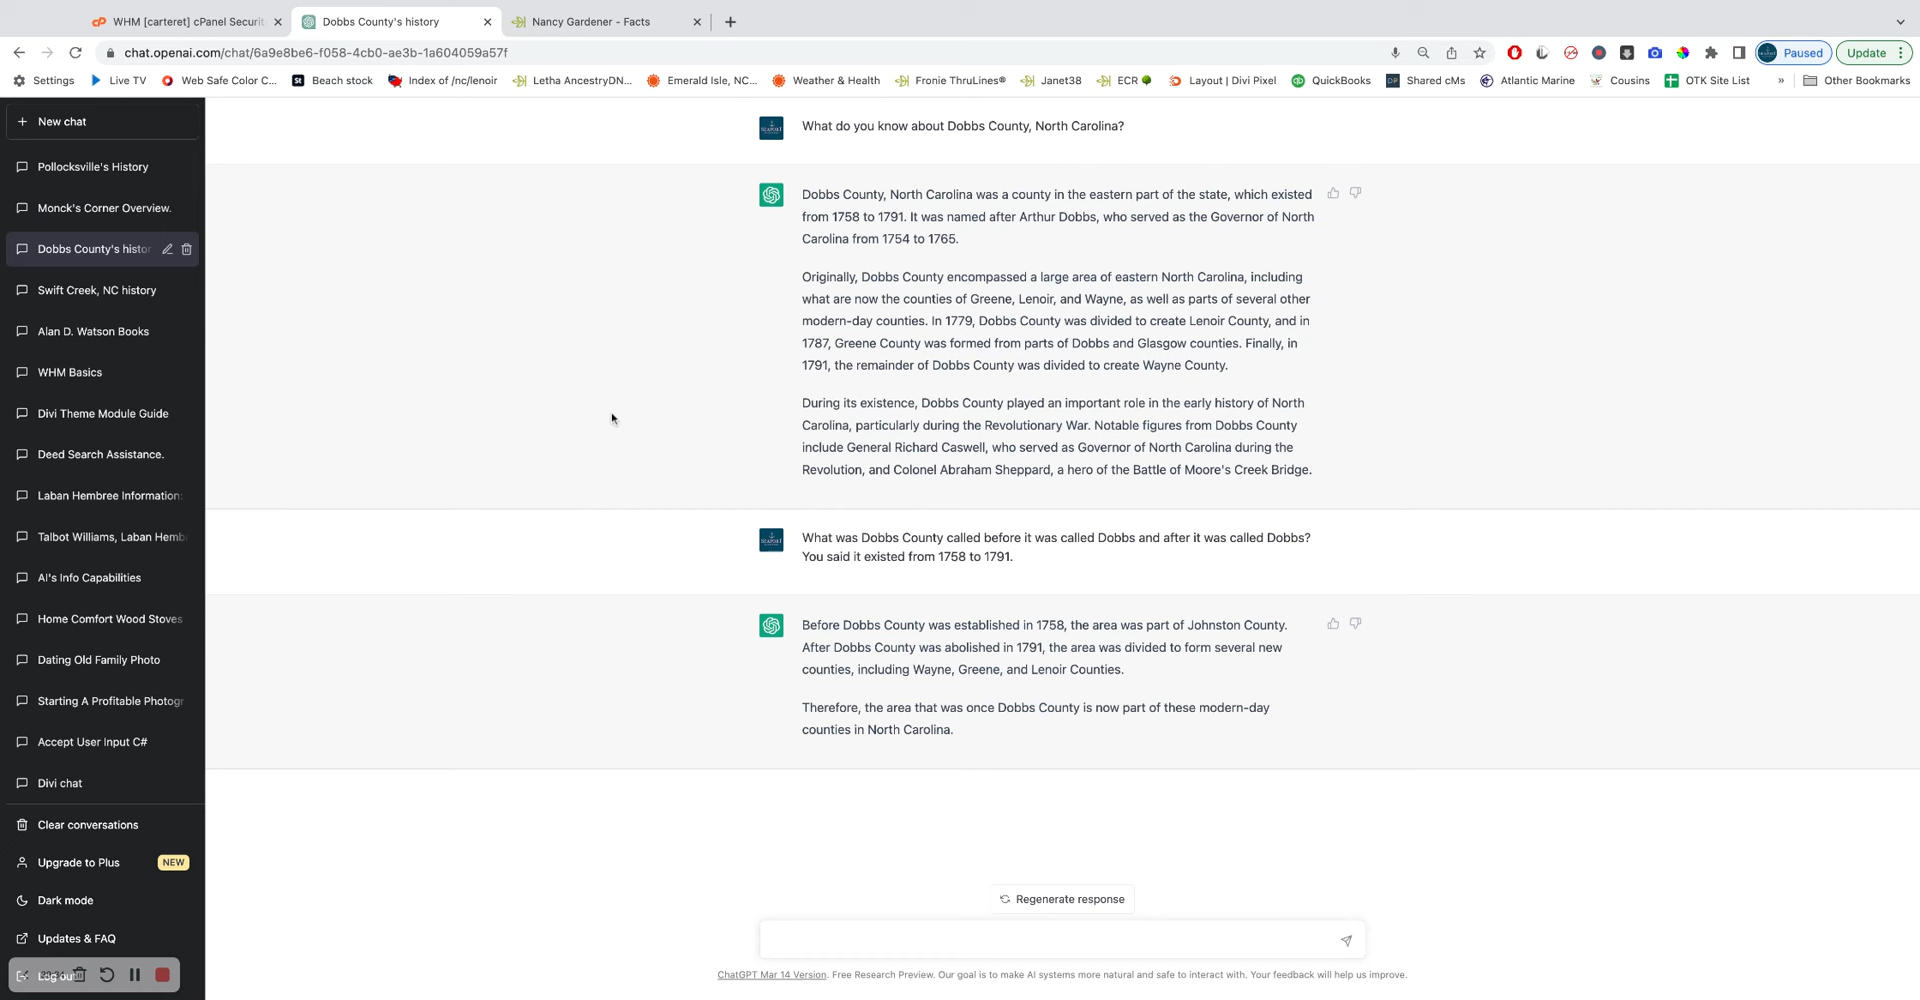 WHM [carteret] cPanel Securit
Dobbs County's history
Nancy Gardener - Facts
chat.openai.com/chat/6a9e8be6-f058-4cb0-ae3b-1a604059a57f
Paused
Update
Settings
Live TV
Web Safe Color C...
Beach stock
Index of /nc/lenoir
Letha AncestryDN...
Emerald Isle, NC...
Weather & Health
Fronie ThruLines®
Janet38
ECR
Layout | Divi Pixel
QuickBooks
Shared cMs
Atlantic Marine
Cousins
OTK Site List
»
Other Bookmarks
New chat
Pollocksville's History
Monck's Corner Overview.
Dobbs County's histor
Swift Creek, NC history
Alan D. Watson Books
WHM Basics
Divi Theme Module Guide
Deed Search Assistance.
Laban Hembree Information:
Talbot Williams, Laban Hemb
AI's Info Capabilities
Home Comfort Wood Stoves
Dating Old Family Photo
Starting A Profitable Photogr
Accept User Input C#
Divi chat
Clear conversations
Upgrade to Plus
NEW
Dark mode
Updates & FAQ
Log out
What do you know about Dobbs County, North Carolina?
Dobbs County, North Carolina was a county in the eastern part of the state, which existed
from 1758 to 1791. It was named after Arthur Dobbs, who served as the Governor of North
Carolina from 1754 to 1765.
Originally, Dobbs County encompassed a large area of eastern North Carolina, including
what are now the counties of Greene, Lenoir, and Wayne, as well as parts of several other
modern-day counties. In 1779, Dobbs County was divided to create Lenoir County, and in
1787, Greene County was formed from parts of Dobbs and Glasgow counties. Finally, in
1791, the remainder of Dobbs County was divided to create Wayne County.
During its existence, Dobbs County played an important role in the early history of North
Carolina, particularly during the Revolutionary War. Notable figures from Dobbs County
include General Richard Caswell, who served as Governor of North Carolina during the
Revolution, and Colonel Abraham Sheppard, a hero of the Battle of Moore's Creek Bridge.
What was Dobbs County called before it was called Dobbs and after it was called Dobbs?
You said it existed from 1758 to 1791.
Before Dobbs County was established in 1758, the area was part of Johnston County.
After Dobbs County was abolished in 1791, the area was divided to form several new
counties, including Wayne, Greene, and Lenoir Counties.
Therefore, the area that was once Dobbs County is now part of these modern-day
counties in North Carolina.
Regenerate response
ChatGPT Mar 14 Version. Free Research Preview. Our goal is to make AI systems more natural and safe to interact with. Your feedback will help us improve.